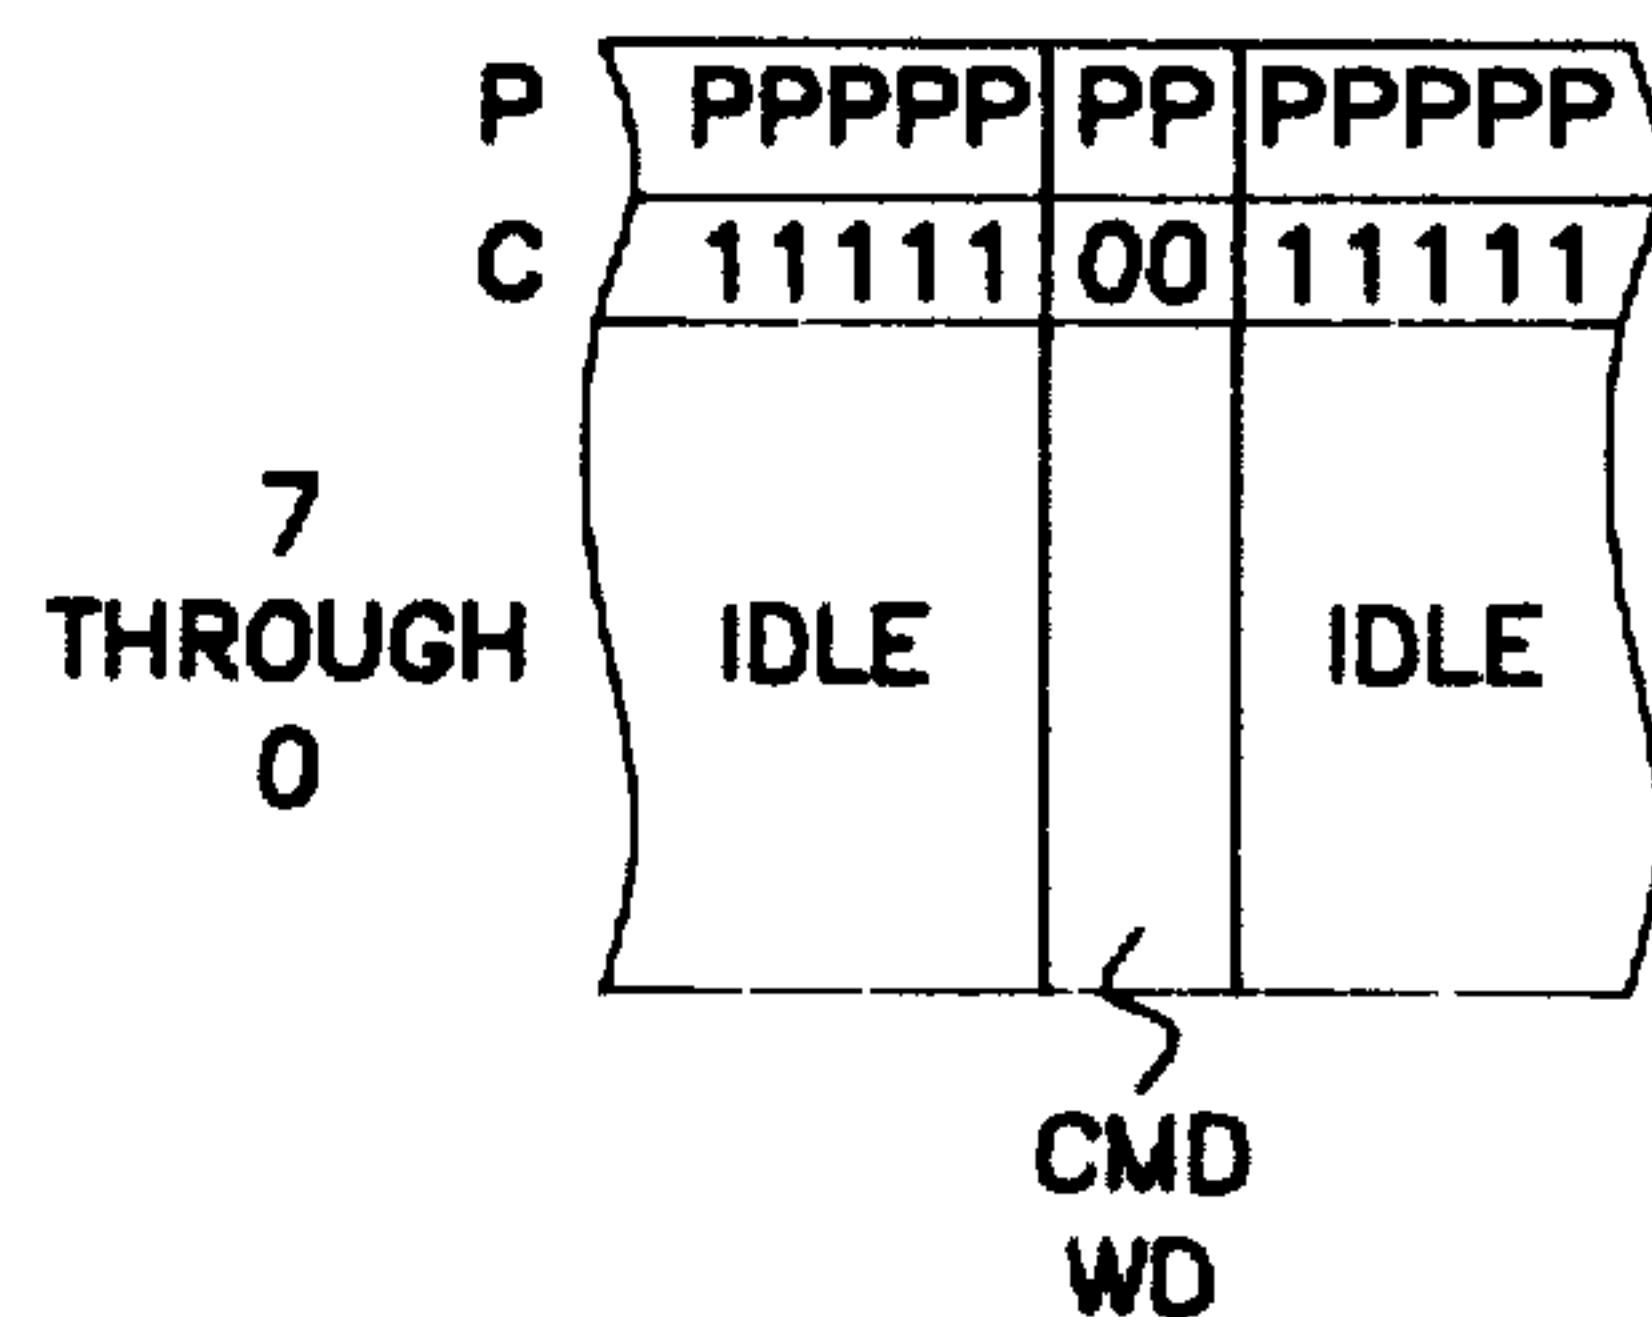 P PPPPP PP PPPPP
C 11111 00 11111
7
THROUGH
0
IDLE IDLE
CMD
WD